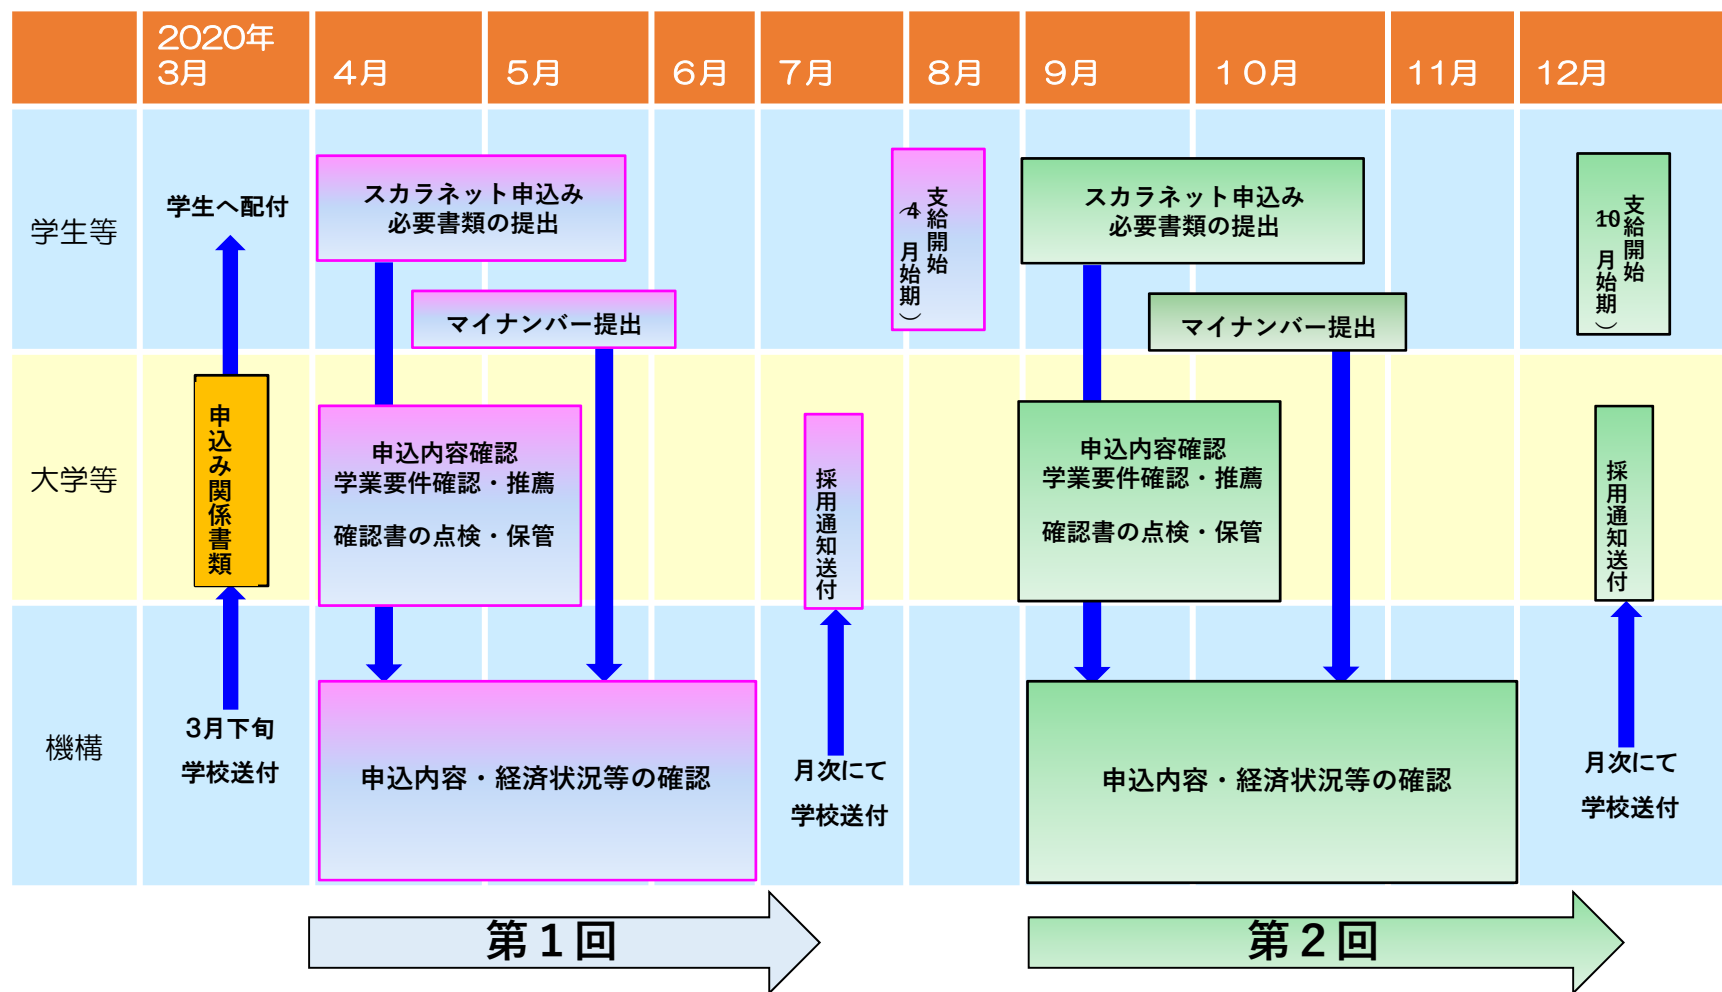 2020年
3月
4月
5月
6月
7月
8月
9月
10月
11月
12月
学生等
学生へ配付
スカラネット申込み
必要書類の提出
マイナンバー提出
支給開始
（4月始期）
スカラネット申込み
必要書類の提出
マイナンバー提出
支給開始
（10月始期）
大学等
申込み関係書類
申込内容確認
学業要件確認・推薦
確認書の点検・保管
採用通知送付
申込内容確認
学業要件確認・推薦
確認書の点検・保管
採用通知送付
機構
3月下旬
学校送付
申込内容・経済状況等の確認
月次にて
学校送付
申込内容・経済状況等の確認
月次にて
学校送付
第1回
第2回